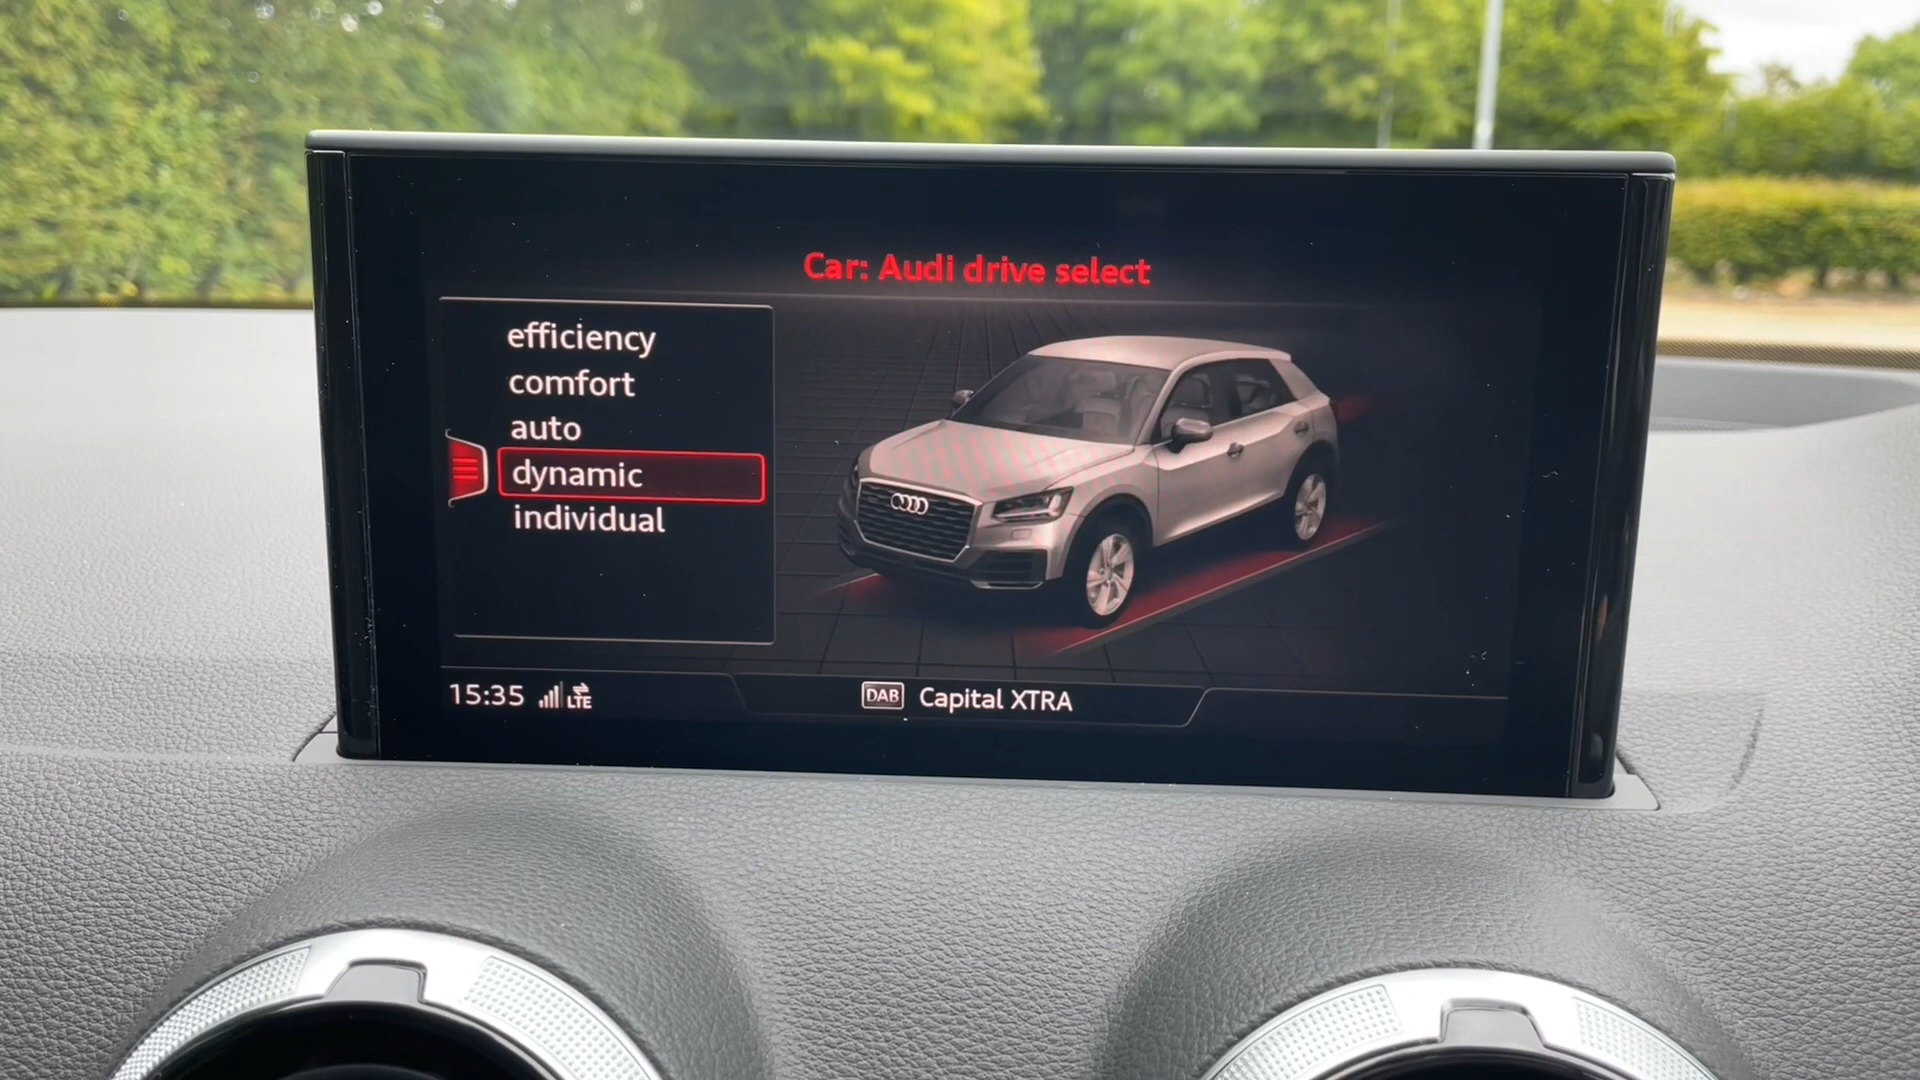 Car: Audi drive select
efficiency
comfort
auto
dynamic
individual
15:35 LTE
DAB Capital XTRA